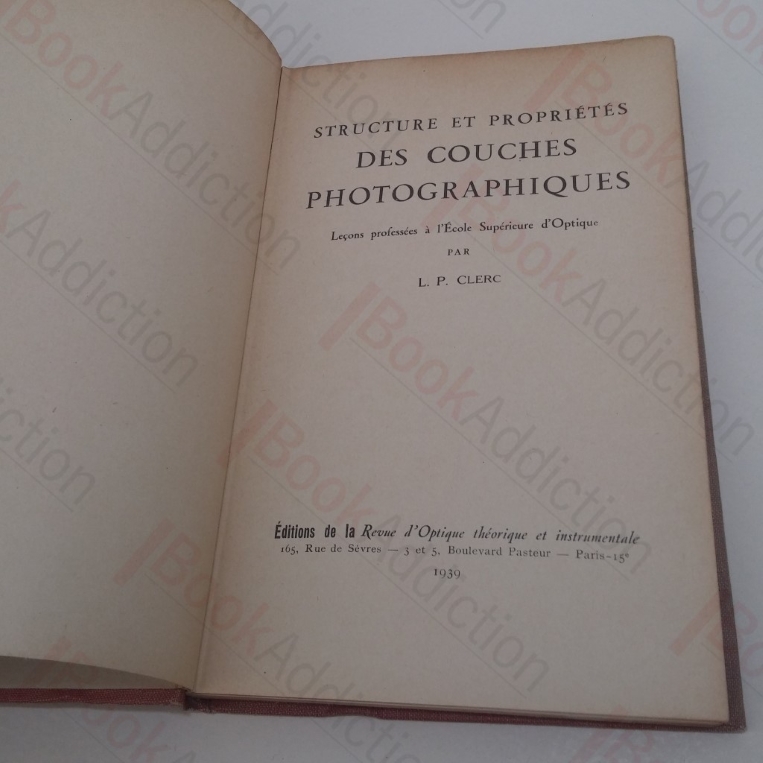 STRUCTURE ET PROPRIÉTÉS
DES COUCHES
PHOTOGRAPHIQUES
Leçons professées à l'École Supérieure d'Optique
PAR
L. P. CLERC
Éditions de la Revue d'Optique théorique et instrumentale
165, Rue de Sèvres — 3 et 5, Boulevard Pasteur — Paris-15e
1939
BookAddiction